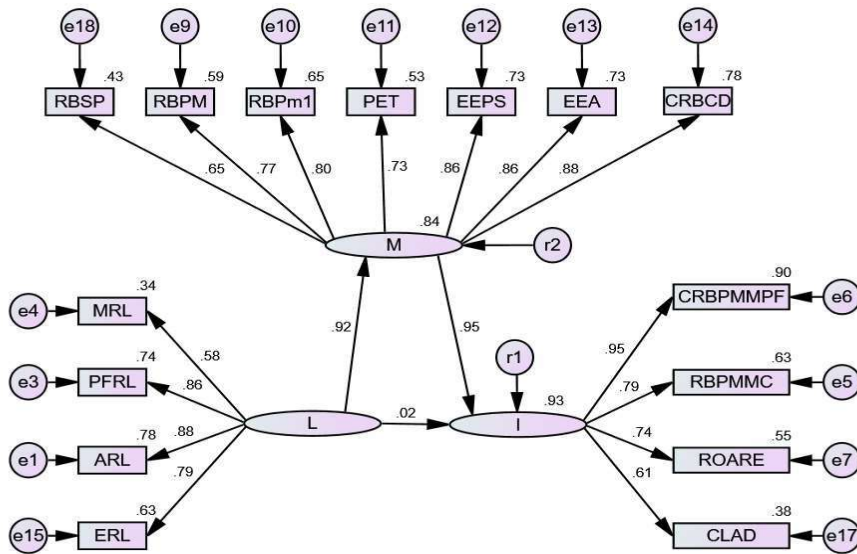 e18 e9 e10 e11 e12 e13 e14
.43 .59 .65 .53 .73 .73 .78
RBSP RBPM RBPm1 PET EEPS EEA CRBCD
.65 .77 .80 .73 .86 .86 .88
.84
M r2
.34 .90
e4 MRL CRBPMMPF e6
.58 .92 .95 r1 .95
.74 .63
e3 PFRL .86 .79 RBPMMC e5
L .02 I .93
.78 .88 .74 .55
e1 ARL ROARE e7
.79 .61
.63 .38
e15 ERL CLAD e17